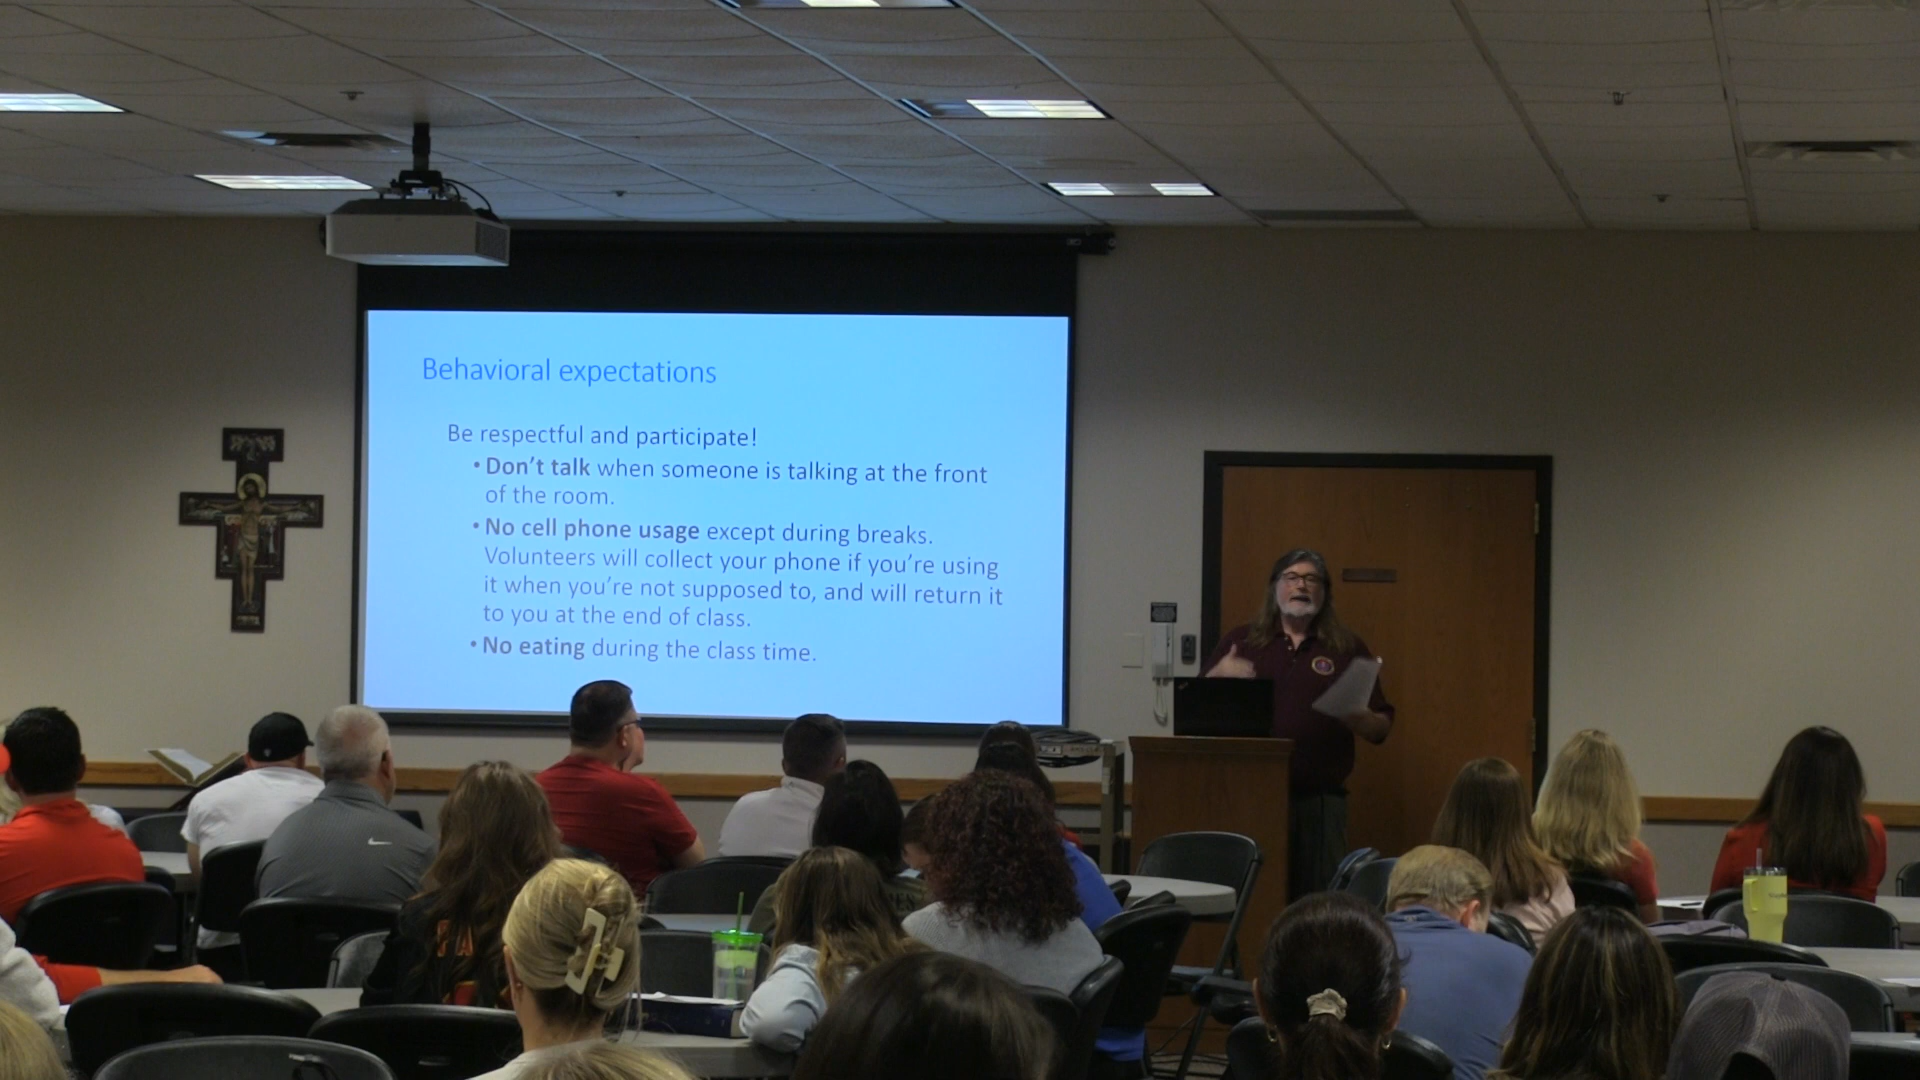 Behavioral expectations
Be respectful and participate!
• Don't talk when someone is talking at the front
of the room.
• No cell phone usage except during breaks.
Volunteers will collect your phone if you're using
it when you're not supposed to, and will return it
to you at the end of class.
• No eating during the class time.